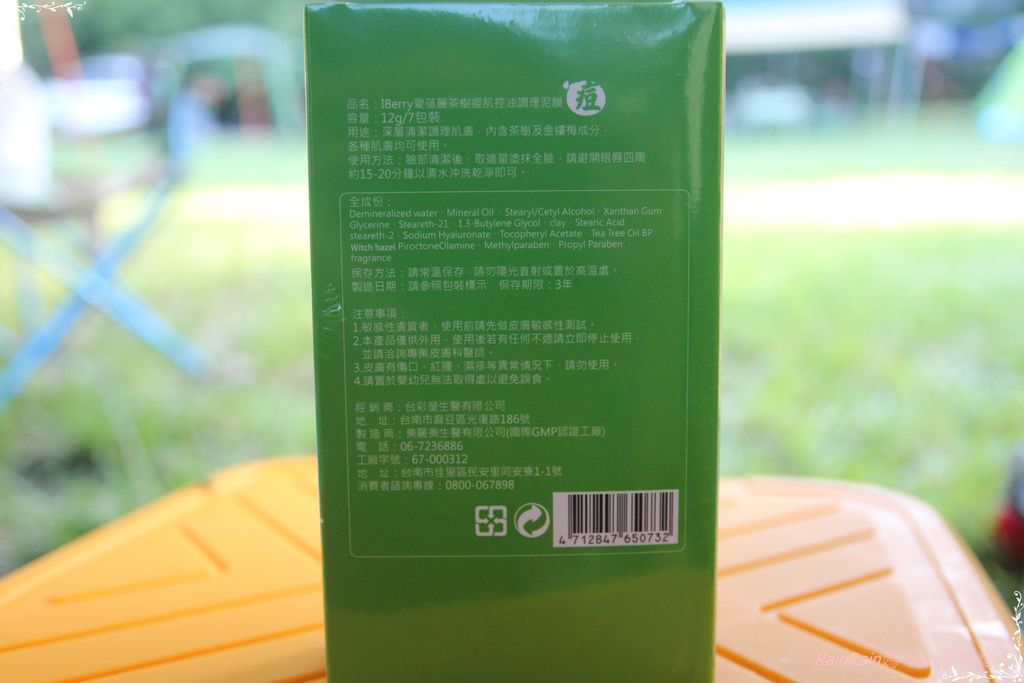 品名：IBerry愛蓓麗茶樹痘肌控油調理泥膜
痘
容量：12g/7包裝
用途：深層清潔調理肌膚，內含茶樹及金縷梅成分，
各種肌膚均可使用。
使用方法：臉部清潔後，取適量塗抹全臉，請避開眼唇四周，
約15-20分鐘以清水沖洗乾淨即可。
全成份：
Demineralized water、Mineral Oil、Stearyl/Cetyl Alcohol、Xanthan Gum
Glycerine、Steareth-21、1.3-Butylene Glycol、clay、Stearic Acid
steareth-2、Sodium Hyaluronate、Tocopheryl Acetate、Tea Tree Oil BP
Witch hazel PiroctoneOlamine、Methylparaben、Propyl Paraben
fragrance
保存方法：請常溫保存，請勿陽光直射或置於高溫處。
製造日期：請參照包裝標示 保存期限：3年
注意事項：
1.敏感性膚質者，使用前請先做皮膚敏感性測試。
2.本產品僅供外用，使用後若有任何不適請立即停止使用，
並請洽詢專業皮膚科醫師。
3.皮膚有傷口、紅腫、濕疹等異常情況下，請勿使用。
4.請置於嬰幼兒無法取得處以避免誤食。
經 銷 商：台彩瑩生醫有限公司
地 址：台南市麻豆區光復路186號
製 造 商：美麗美生醫有限公司(國際GMP認證工廠)
電 話：06-7236886
工廠字號：67-000312
地 址：台南市佳里區民安里同安寮1-1號
消費者諮詢專線：0800-067898
4 712847 650732
RainRain